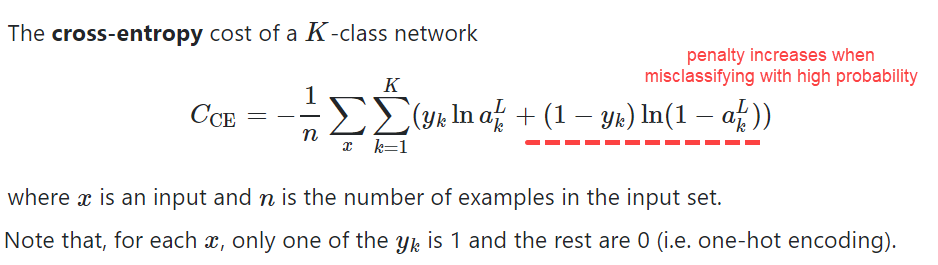 The cross-entropy cost of a K-class network
penalty increases when
misclassifying with high probability
C_CE = -\frac{1}{n} \sum_{x} \sum_{k=1}^{K} (y_k \ln a_k^L + (1 - y_k) \ln(1 - a_k^L))
where x is an input and n is the number of examples in the input set.
Note that, for each x, only one of the y_k is 1 and the rest are 0 (i.e. one-hot encoding).